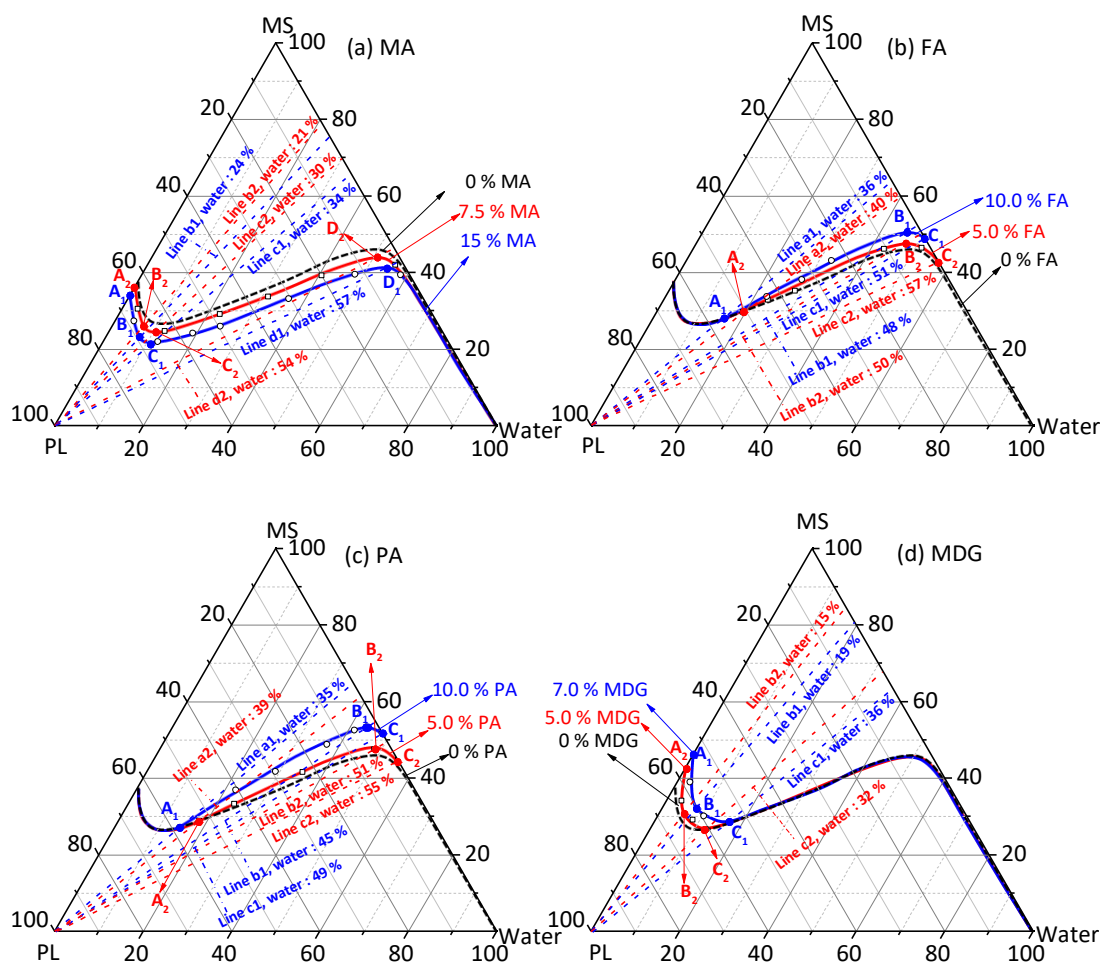 MS
100
(a) MA
20
80
40
60
60
40
80
20
100
PL
20
40
60
80
100
Water
Line b1, water : 24 %
Line b2, water : 21 %
Line c2, water : 30 %
Line c1, water : 34 %
Line d1, water : 57 %
Line d2, water : 54 %
0 % MA
7.5 % MA
15 % MA
A2
A1
B2
B1
C1
C2
D2
D1
MS
100
(b) FA
20
80
40
60
60
40
80
20
100
PL
20
40
60
80
100
Water
Line a1, water : 36 %
Line a2, water : 40 %
Line c1, water : 51 %
Line c2, water : 57 %
Line b1, water : 48 %
Line b2, water : 50 %
10.0 % FA
5.0 % FA
0 % FA
A2
A1
B1
C1
B2
C2
MS
100
(c) PA
20
80
40
60
60
40
80
20
100
PL
20
40
60
80
100
Water
Line a2, water : 39 %
Line a1, water : 35 %
Line b2, water : 51 %
Line c2, water : 55 %
Line b1, water : 45 %
Line c1, water : 49 %
10.0 % PA
5.0 % PA
0 % PA
B2
B1
C1
C2
A1
A2
MS
100
(d) MDG
20
80
40
60
60
40
80
20
100
PL
20
40
60
80
100
Water
Line b2, water : 15 %
Line b1, water : 19 %
Line c1, water : 36 %
Line c2, water : 32 %
7.0 % MDG
5.0 % MDG
0 % MDG
A2
A1
B1
C1
C2
B2